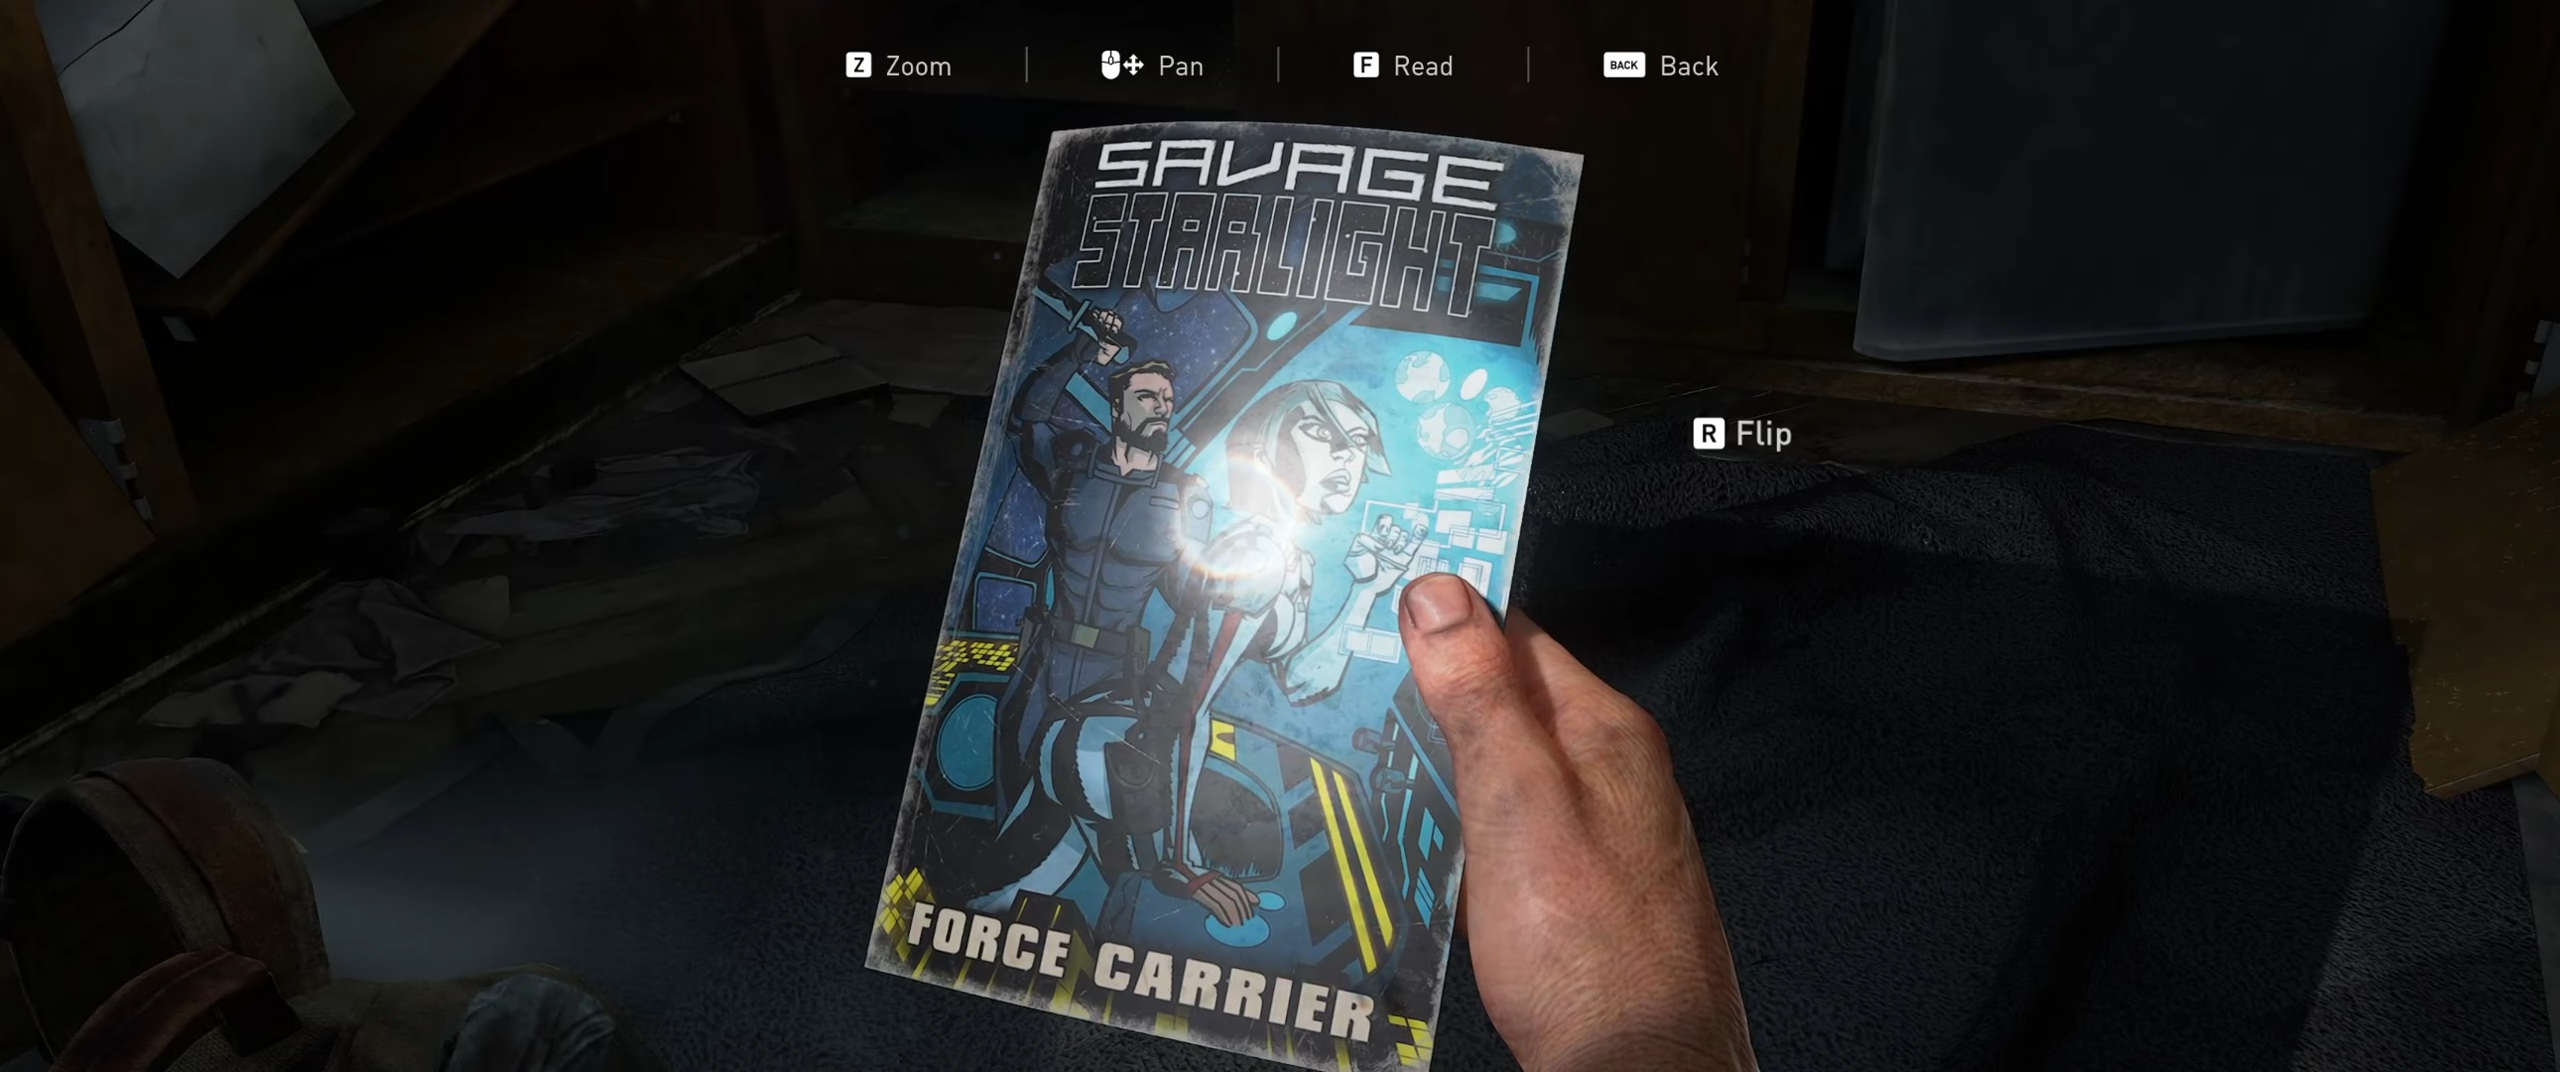 Z Zoom
Pan
F Read
BACK Back
SAVAGE
STARLIGHT
R Flip
FORCE CARRIER